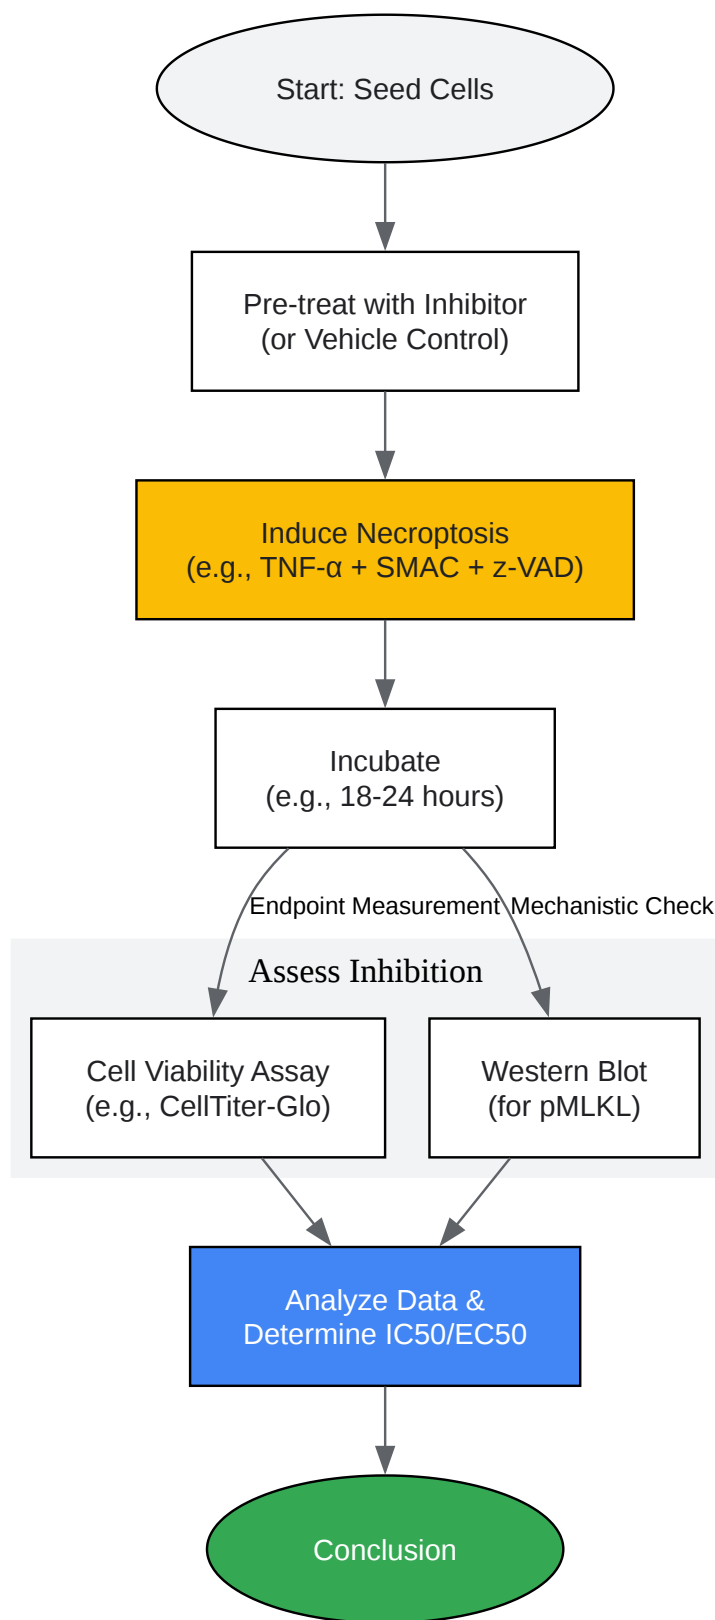 Start: Seed Cells
Pre-treat with Inhibitor
(or Vehicle Control)
Induce Necroptosis
(e.g., TNF-α + SMAC + z-VAD)
Incubate
(e.g., 18-24 hours)
Endpoint Measurement
Mechanistic Check
Assess Inhibition
Cell Viability Assay
(e.g., CellTiter-Glo)
Western Blot
(for pMLKL)
Analyze Data &
Determine IC50/EC50
Conclusion